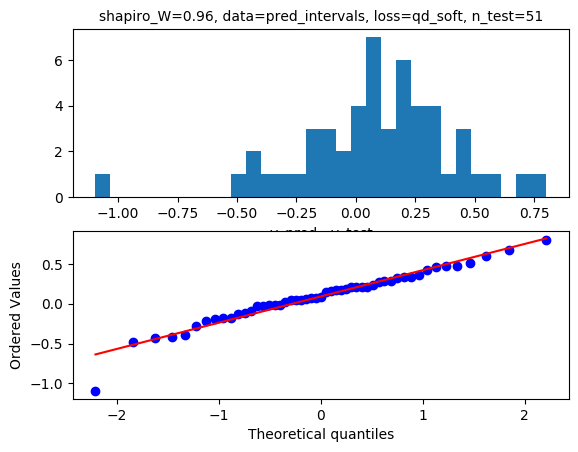 shapiro_W=0.96, data=pred_intervals, loss=qd_soft, n_test=51
6
4
2
0
−1.00 −0.75 −0.50 −0.25 0.00 0.25 0.50 0.75
0.5
0.0
−0.5
−1.0
Ordered Values
−2 −1 0 1 2
Theoretical quantiles